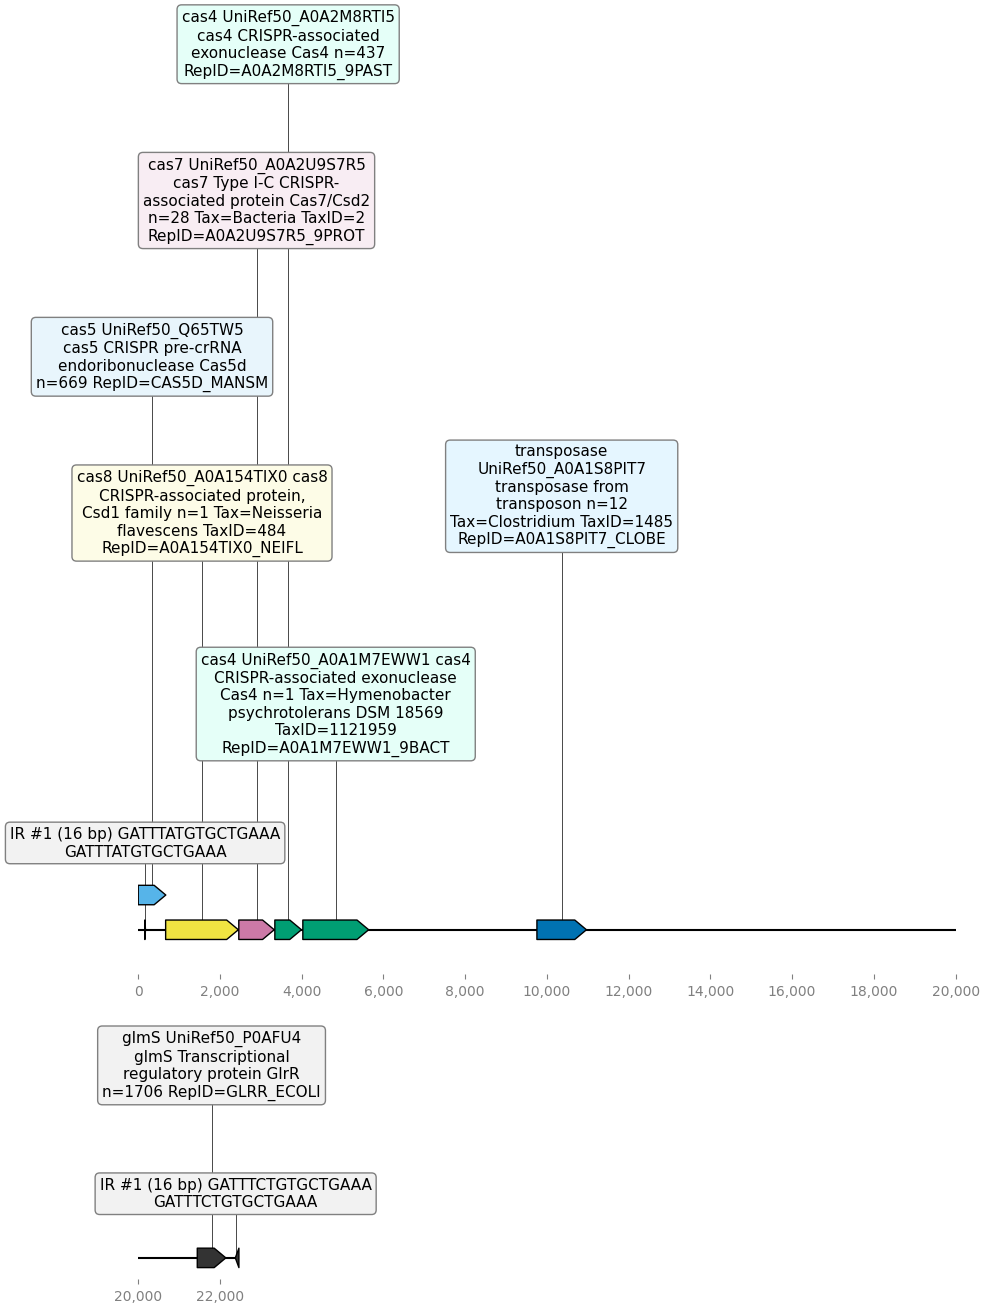 cas4 UniRef50_A0A2M8RTI5
cas4 CRISPR-associated
exonuclease Cas4 n=437
RepID=A0A2M8RTI5_9PAST
cas7 UniRef50_A0A2U9S7R5
cas7 Type I-C CRISPR-
associated protein Cas7/Csd2
n=28 Tax=Bacteria TaxID=2
RepID=A0A2U9S7R5_9PROT
cas5 UniRef50_Q65TW5
cas5 CRISPR pre-crRNA
endoribonuclease Cas5d
n=669 RepID=CAS5D_MANSM
transposase
UniRef50_A0A1S8PIT7
transposase from
transposon n=12
Tax=Clostridium TaxID=1485
RepID=A0A1S8PIT7_CLOBE
cas8 UniRef50_A0A154TIX0 cas8
CRISPR-associated protein,
Csd1 family n=1 Tax=Neisseria
flavescens TaxID=484
RepID=A0A154TIX0_NEIFL
cas4 UniRef50_A0A1M7EWW1 cas4
CRISPR-associated exonuclease
Cas4 n=1 Tax=Hymenobacter
psychrotolerans DSM 18569
TaxID=1121959
RepID=A0A1M7EWW1_9BACT
IR #1 (16 bp) GATTTATGTGCTGAAA
GATTTATGTGCTGAAA
0 2,000 4,000 6,000 8,000 10,000 12,000 14,000 16,000 18,000 20,000
glmS UniRef50_P0AFU4
glmS Transcriptional
regulatory protein GlrR
n=1706 RepID=GLRR_ECOLI
IR #1 (16 bp) GATTTCTGTGCTGAAA
GATTTCTGTGCTGAAA
20,000 22,000